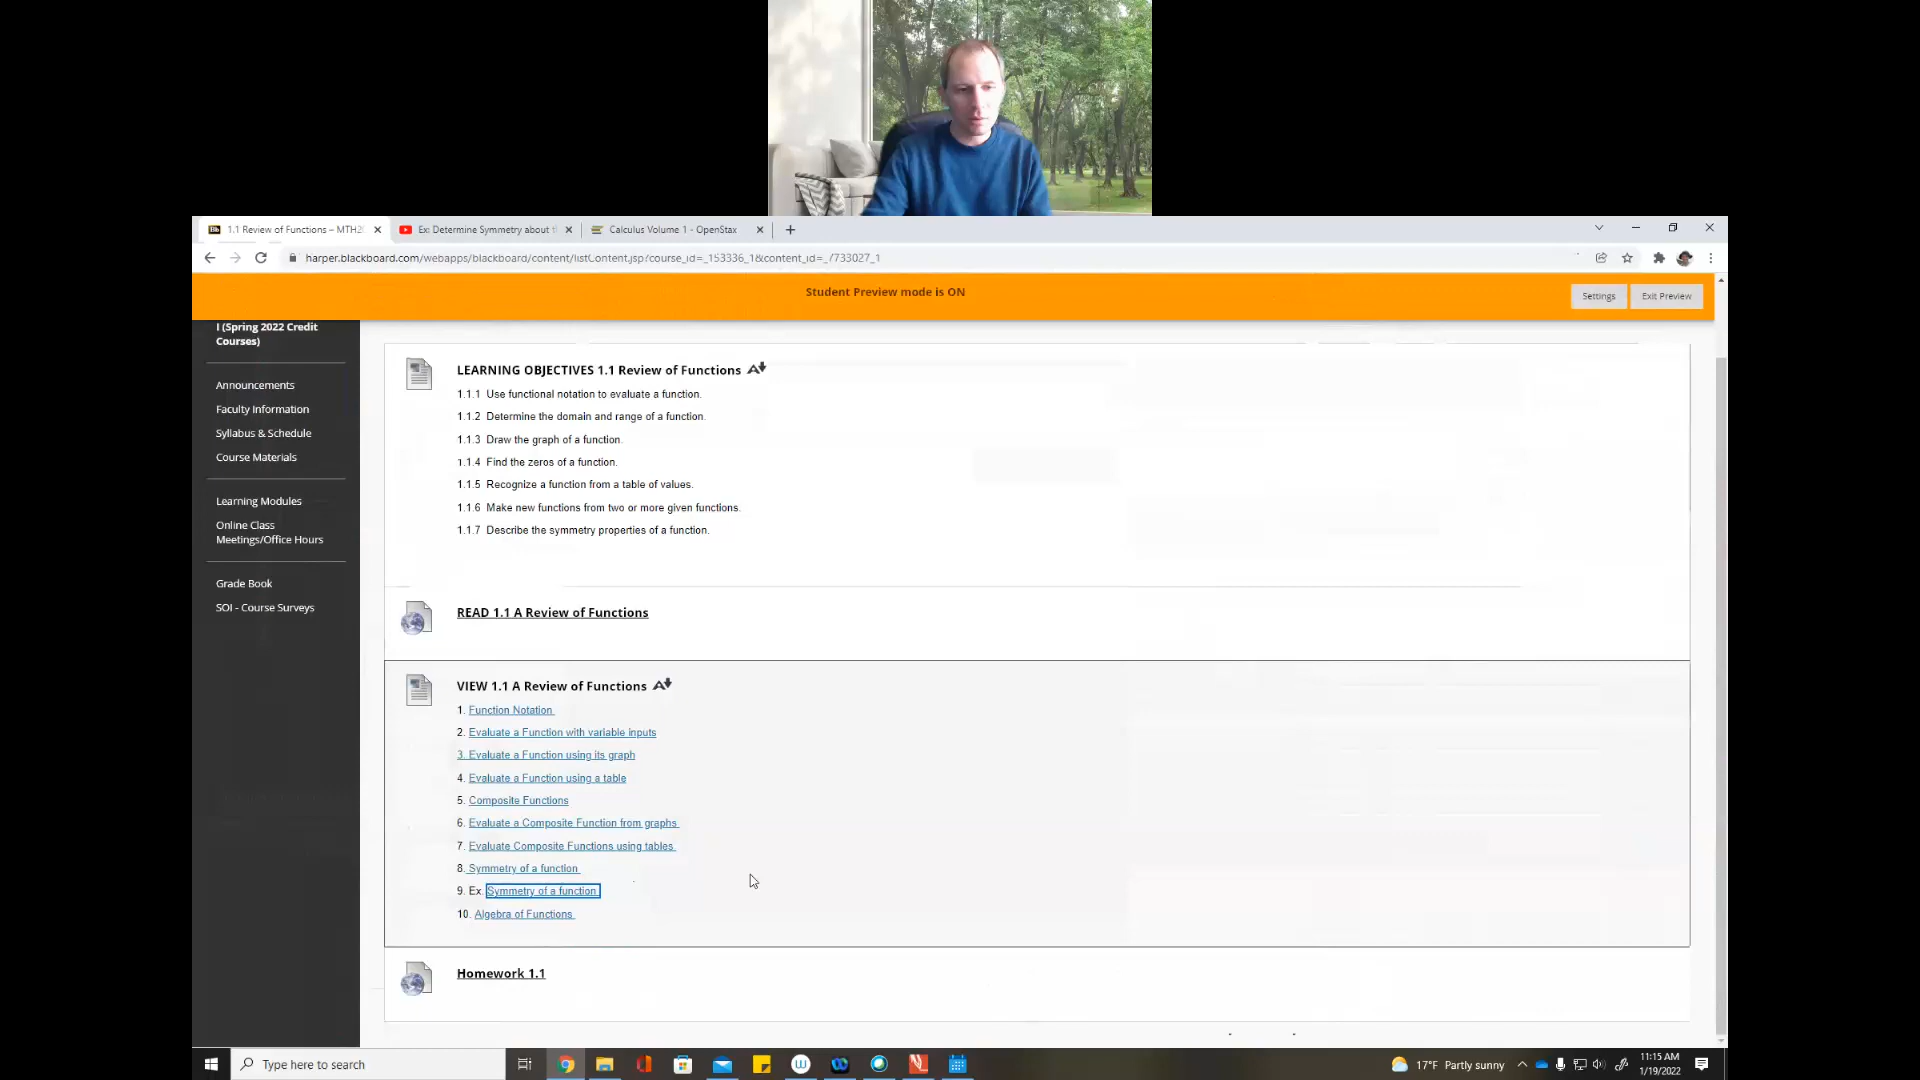 1.1 Review of Functions – MTH2
Ex: Determine Symmetry about t
Calculus Volume 1 - OpenStax
harper.blackboard.com/webapps/blackboard/content/listContent.jsp?course_id=_153336_1&content_id=_7733027_1
Student Preview mode is ON
Settings
Exit Preview
I (Spring 2022 Credit
Courses)
Announcements
Faculty Information
Syllabus & Schedule
Course Materials
Learning Modules
Online Class
Meetings/Office Hours
Grade Book
SOI - Course Surveys
LEARNING OBJECTIVES 1.1 Review of Functions
1.1.1 Use functional notation to evaluate a function.
1.1.2 Determine the domain and range of a function.
1.1.3 Draw the graph of a function.
1.1.4 Find the zeros of a function.
1.1.5 Recognize a function from a table of values.
1.1.6 Make new functions from two or more given functions.
1.1.7 Describe the symmetry properties of a function.
READ 1.1 A Review of Functions
VIEW 1.1 A Review of Functions
1. Function Notation
2. Evaluate a Function with variable inputs
3. Evaluate a Function using its graph
4. Evaluate a Function using a table
5. Composite Functions
6. Evaluate a Composite Function from graphs
7. Evaluate Composite Functions using tables
8. Symmetry of a function
9. Ex. Symmetry of a function
10. Algebra of Functions
Homework 1.1
Type here to search
17°F Partly sunny
11:15 AM
1/19/2022